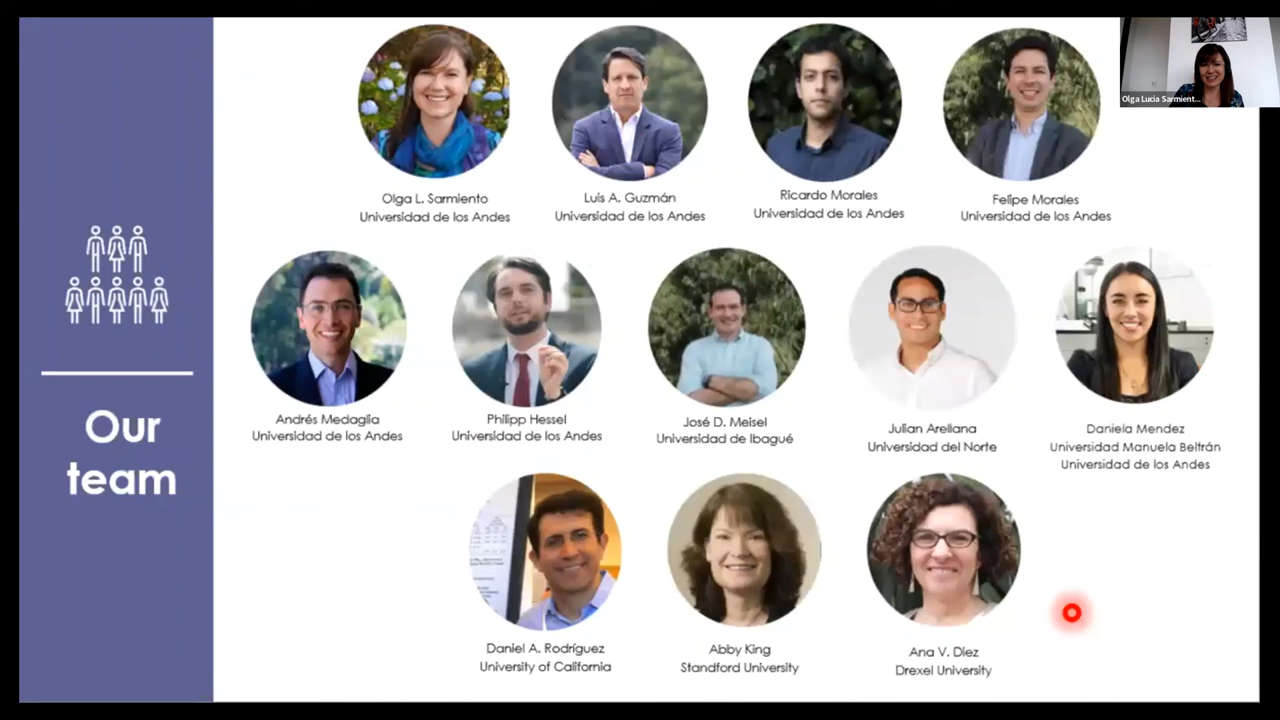 Olga Lucia Sarmient...
Our
team
Olga L. Sarmiento
Universidad de los Andes
Luis A. Guzmán
Universidad de los Andes
Ricardo Morales
Universidad de los Andes
Felipe Morales
Universidad de los Andes
Andrés Medaglia
Universidad de los Andes
Philipp Hessel
Universidad de los Andes
José D. Meisel
Universidad de Ibagué
Julian Arellana
Universidad del Norte
Daniela Mendez
Universidad Manuela Beltrán
Universidad de los Andes
Daniel A. Rodríguez
University of California
Abby King
Standford University
Ana V. Diez
Drexel University